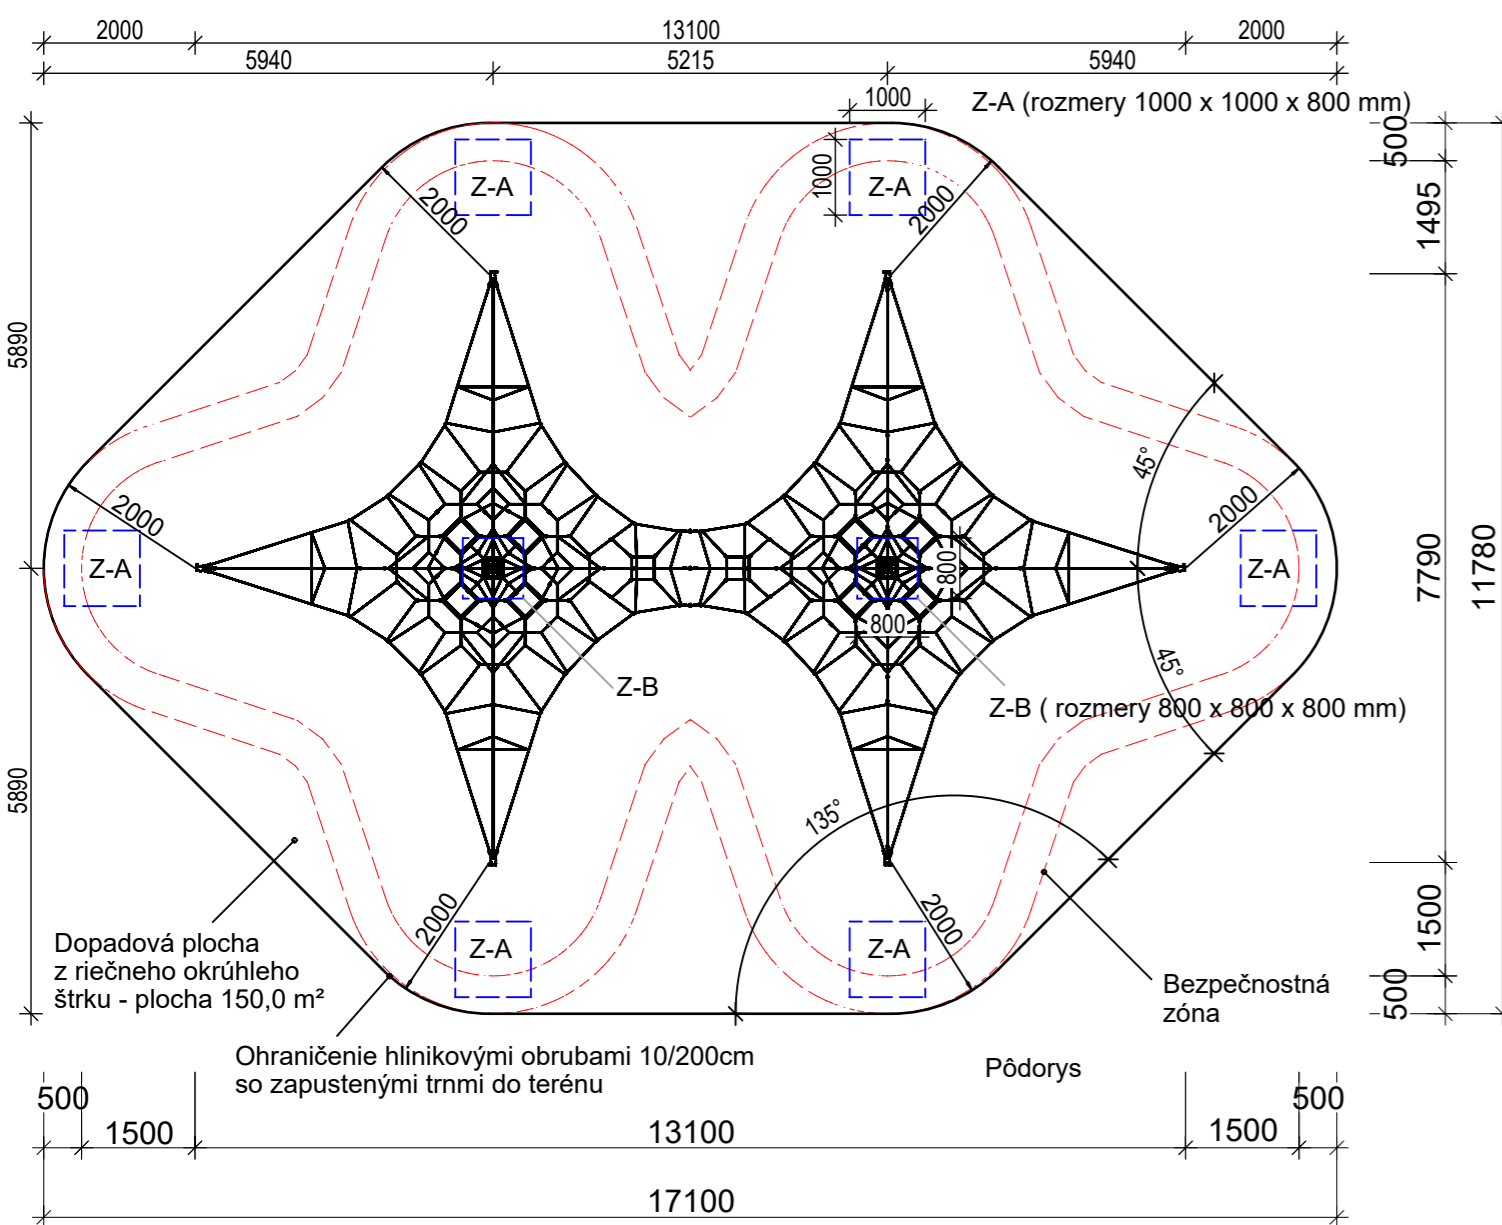 2000
13100
2000
5940
5215
5940
1000
Z-A (rozmery 1000 x 1000 x 800 mm)
500
1495
7790
11780
1500
500
5890
5890
Z-A
Z-A
1000
2000
2000
2000
2000
Z-A
Z-A
45°
45°
800
800
Z-B
Z-B ( rozmery 800 x 800 x 800 mm)
135°
2000
2000
Z-A
Z-A
Dopadová plocha
z riečneho okrúhleho
štrku - plocha 150,0 m²
Bezpečnostná
zóna
Ohraničenie hlinikovými obrubami 10/200cm
so zapustenými trnmi do terénu
Pôdorys
500
1500
13100
1500
500
17100